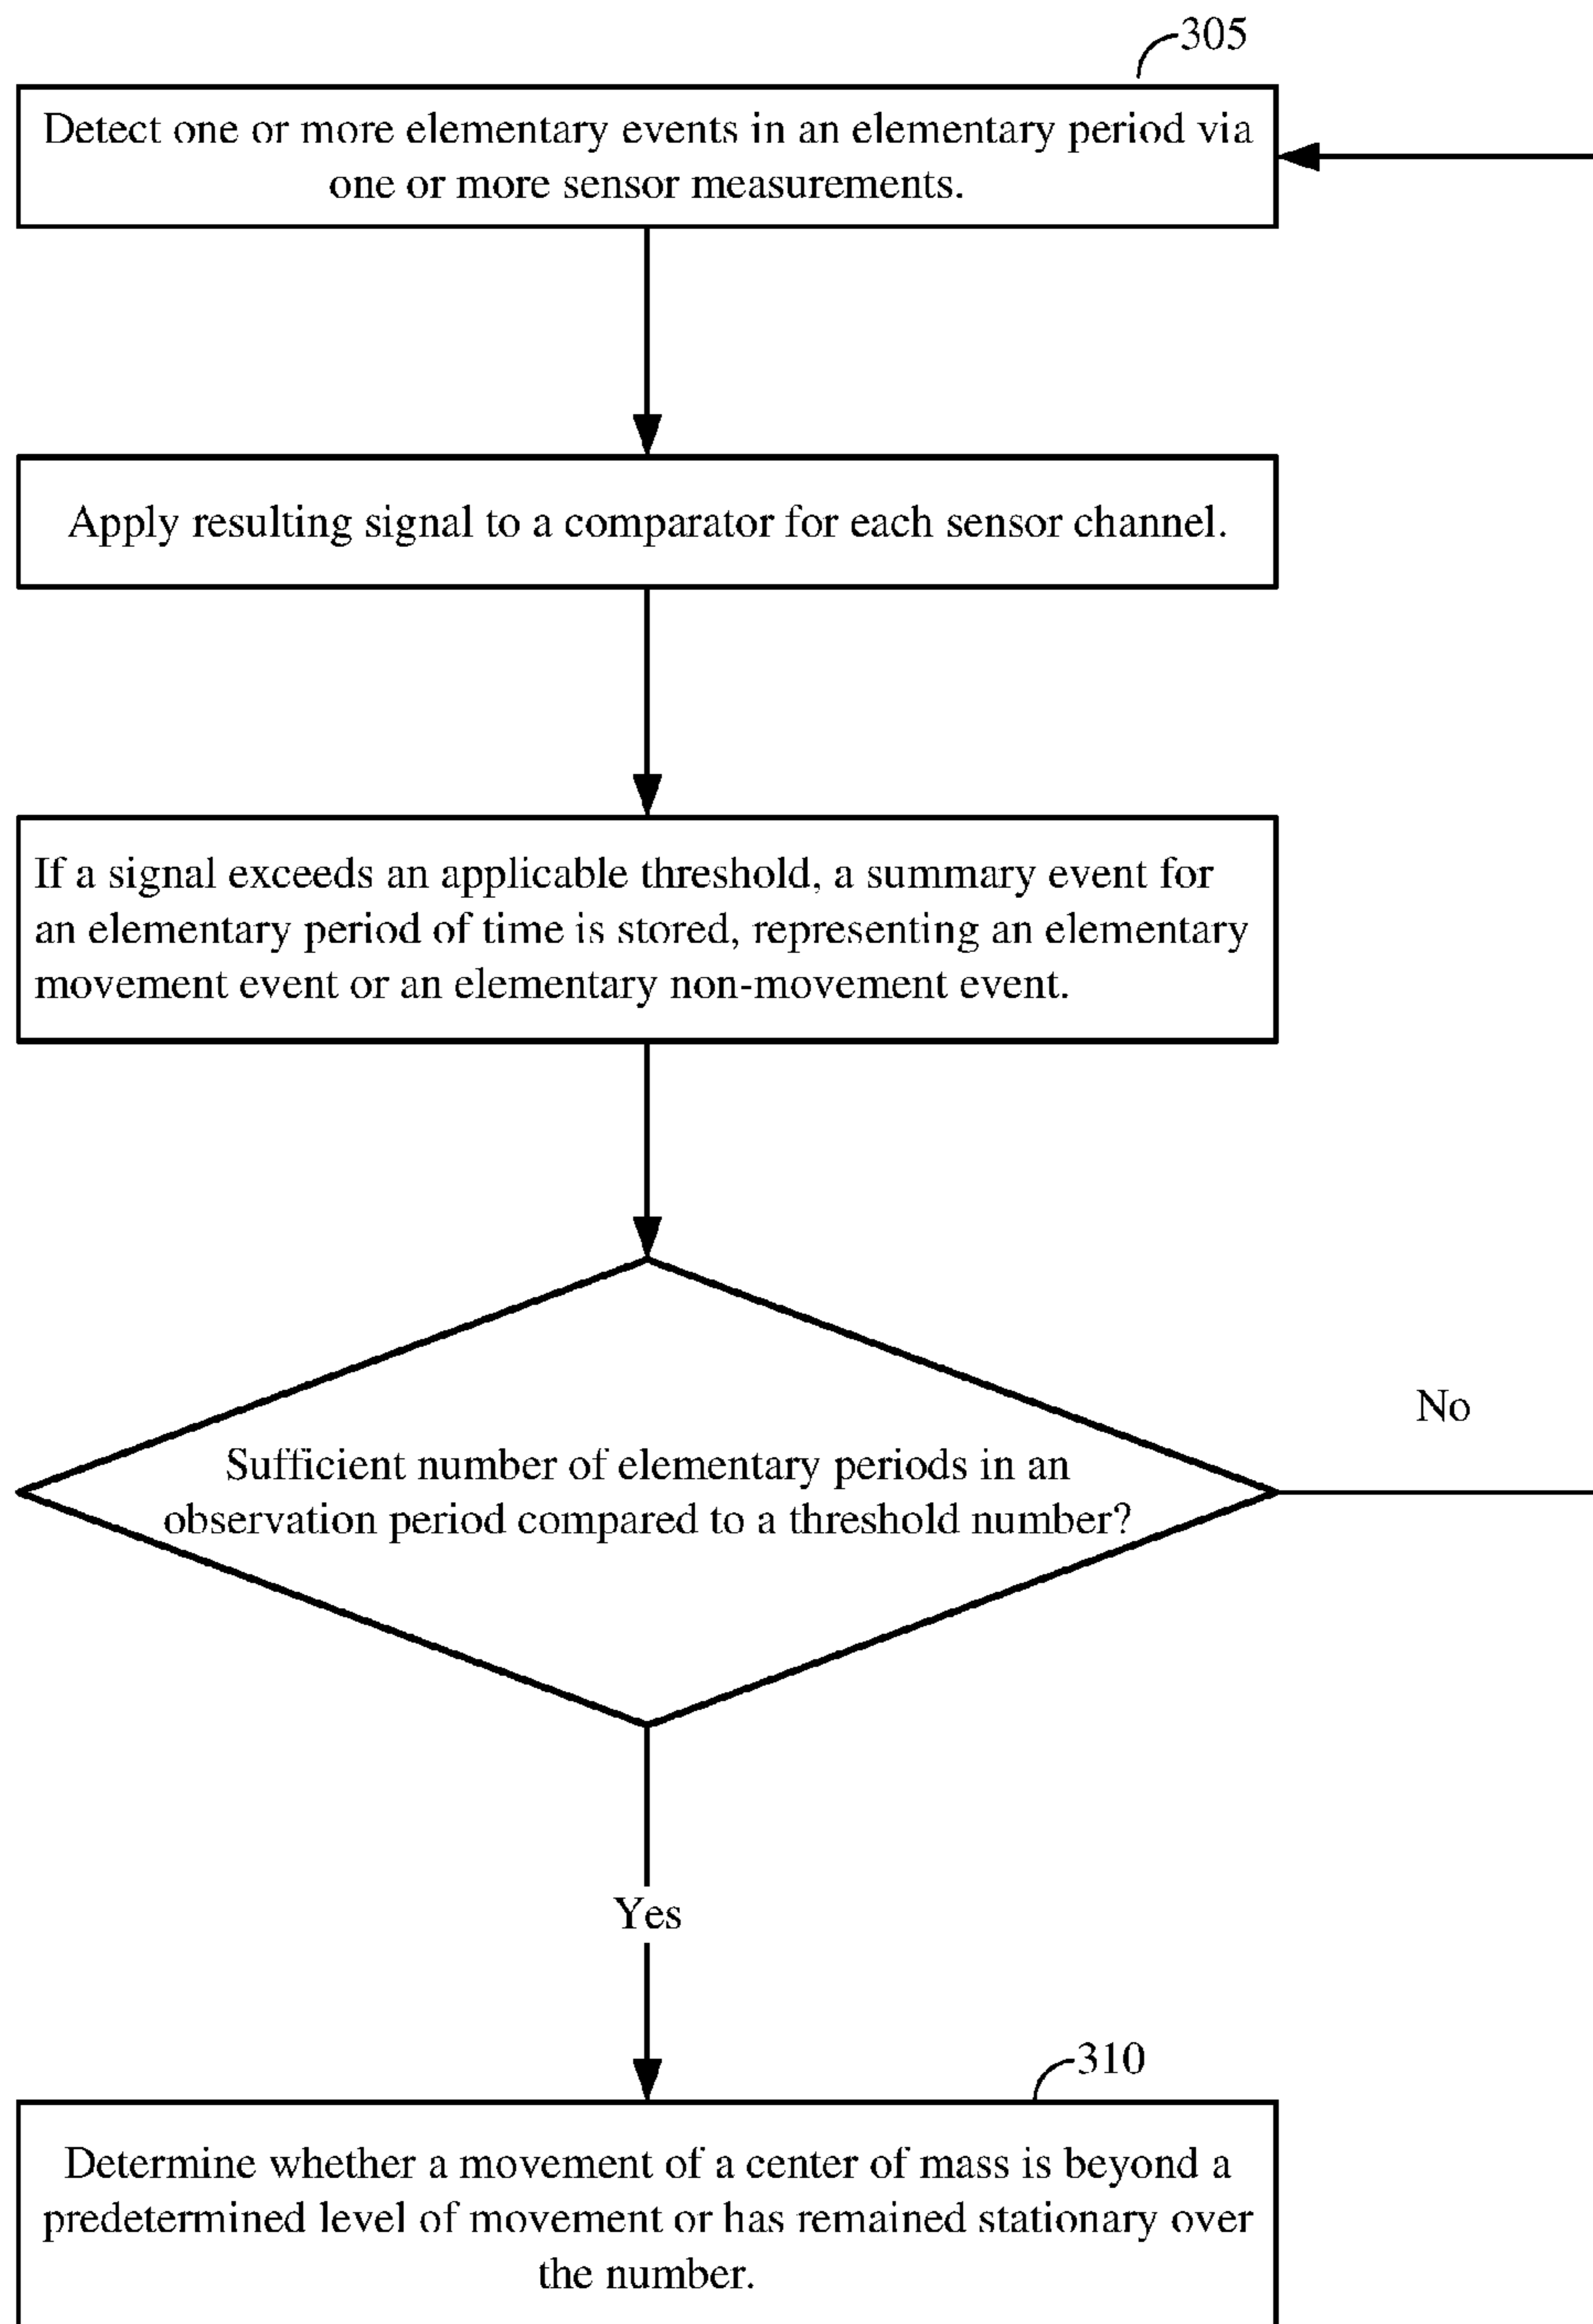 305
Detect one or more elementary events in an elementary period via
one or more sensor measurements.
Apply resulting signal to a comparator for each sensor channel.
If a signal exceeds an applicable threshold, a summary event for
an elementary period of time is stored, representing an elementary
movement event or an elementary non-movement event.
No
Sufficient number of elementary periods in an
observation period compared to a threshold number?
Yes
310
Determine whether a movement of a center of mass is beyond a
predetermined level of movement or has remained stationary over
the number.